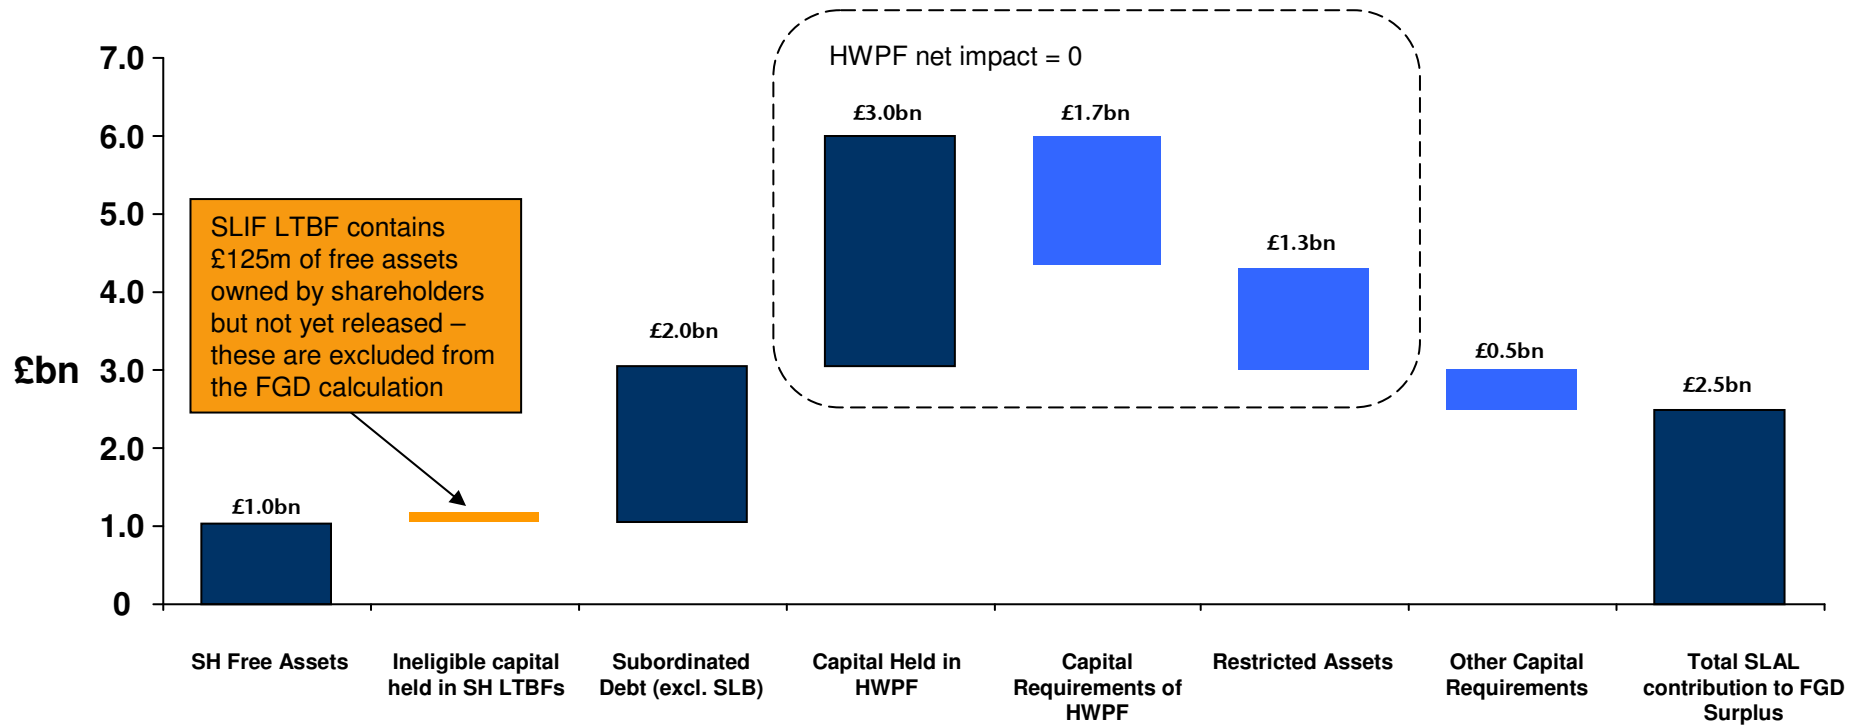 HWPF net impact = 0
7.0
6.0
5.0
4.0
£bn
3.0
2.0
1.0
0
SLIF LTBF contains
£125m of free assets
owned by shareholders
but not yet released –
these are excluded from
the FGD calculation
£1.0bn
£2.0bn
£3.0bn
£1.7bn
£1.3bn
£0.5bn
£2.5bn
SH Free Assets
Ineligible capital
held in SH LTBFs
Subordinated
Debt (excl. SLB)
Capital Held in
HWPF
Capital
Requirements of
HWPF
Restricted Assets
Other Capital
Requirements
Total SLAL
contribution to FGD
Surplus